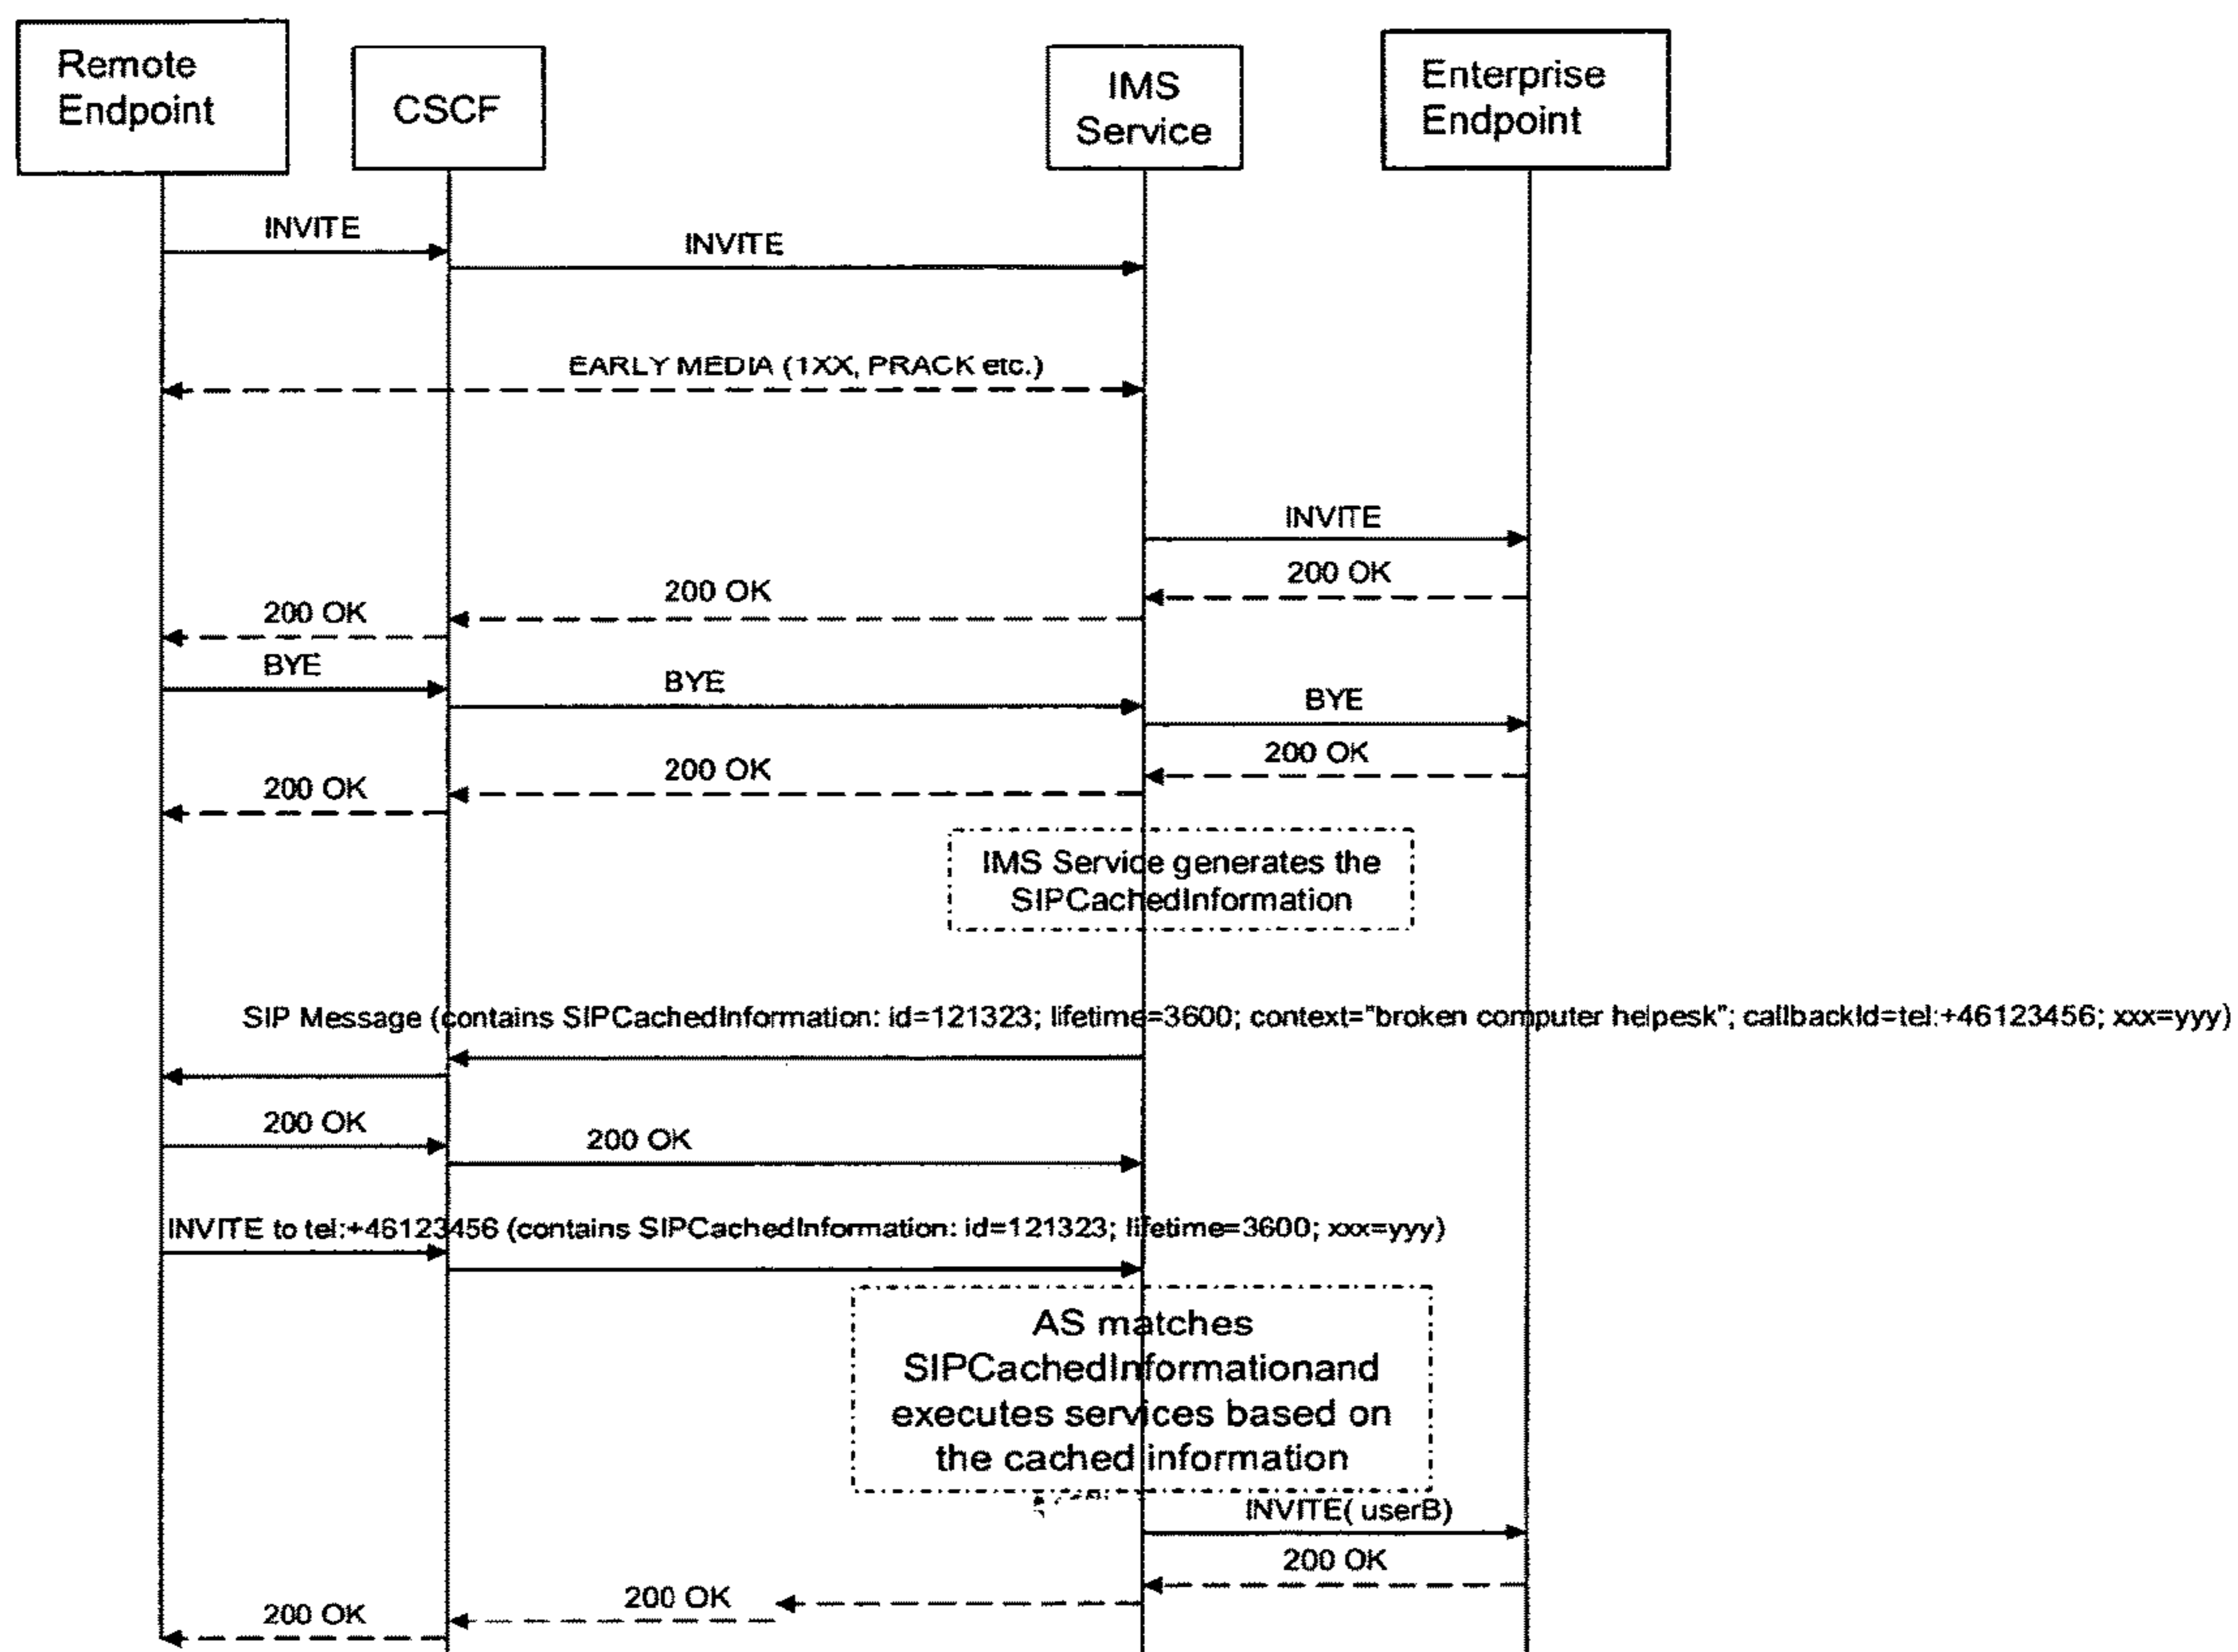 Remote
Endpoint
CSCF
IMS
Service
Enterprise
Endpoint
INVITE
INVITE
EARLY MEDIA (1XX, PRACK etc.)
INVITE
200 OK
200 OK
200 OK
BYE
BYE
BYE
200 OK
200 OK
200 OK
IMS Service generates the
SIPCachedInformation
SIP Message (contains SIPCachedInformation: id=121323; lifetime=3600; context="broken computer helpesk"; callbackId=tel:+46123456; xxx=yyy)
200 OK
200 OK
INVITE to tel:+46123456 (contains SIPCachedInformation: id=121323; lifetime=3600; xxx=yyy)
AS matches
SIPCachedInformationand
executes services based on
the cached information
INVITE( userB)
200 OK
200 OK
200 OK